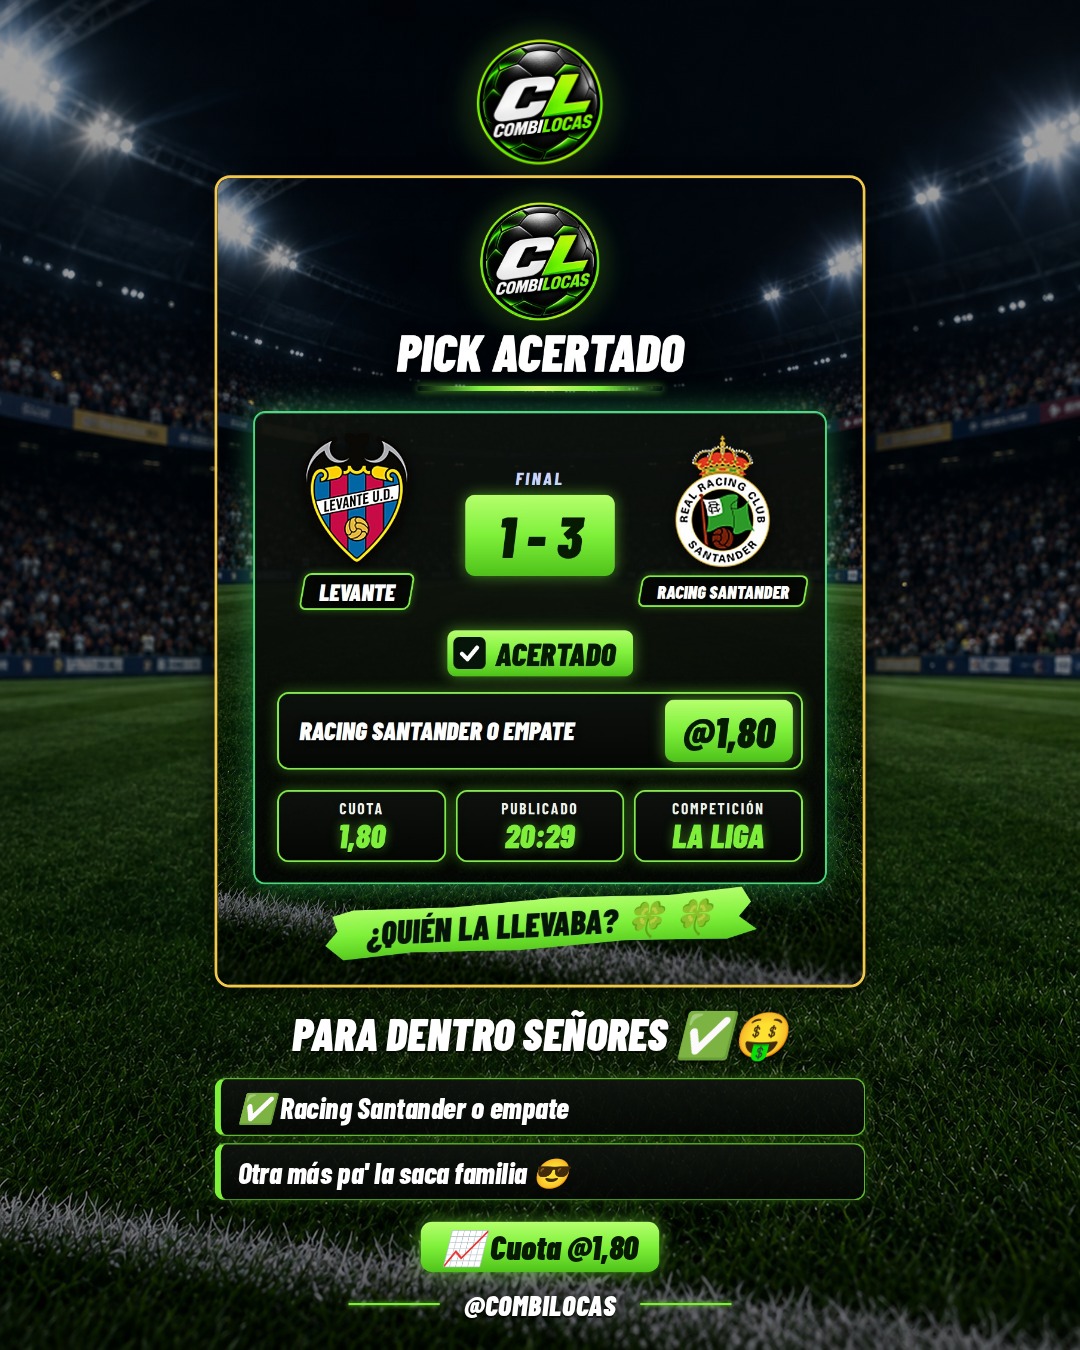 CL
COMBILOCAS
CL
COMBILOCAS
PICK ACERTADO
LEVANTE U.D.
FINAL
1 - 3
REAL RACING CLUB
SANTANDER
LEVANTE
RACING SANTANDER
✓ ACERTADO
RACING SANTANDER O EMPATE
@1,80
CUOTA
1,80
PUBLICADO
20:29
COMPETICIÓN
LA LIGA
¿QUIÉN LA LLEVABA? 🍀 🍀
PARA DENTRO SEÑORES ✅🤑
✅ Racing Santander o empate
Otra más pa' la saca familia 😎
📈 Cuota @1,80
@COMBILOCAS